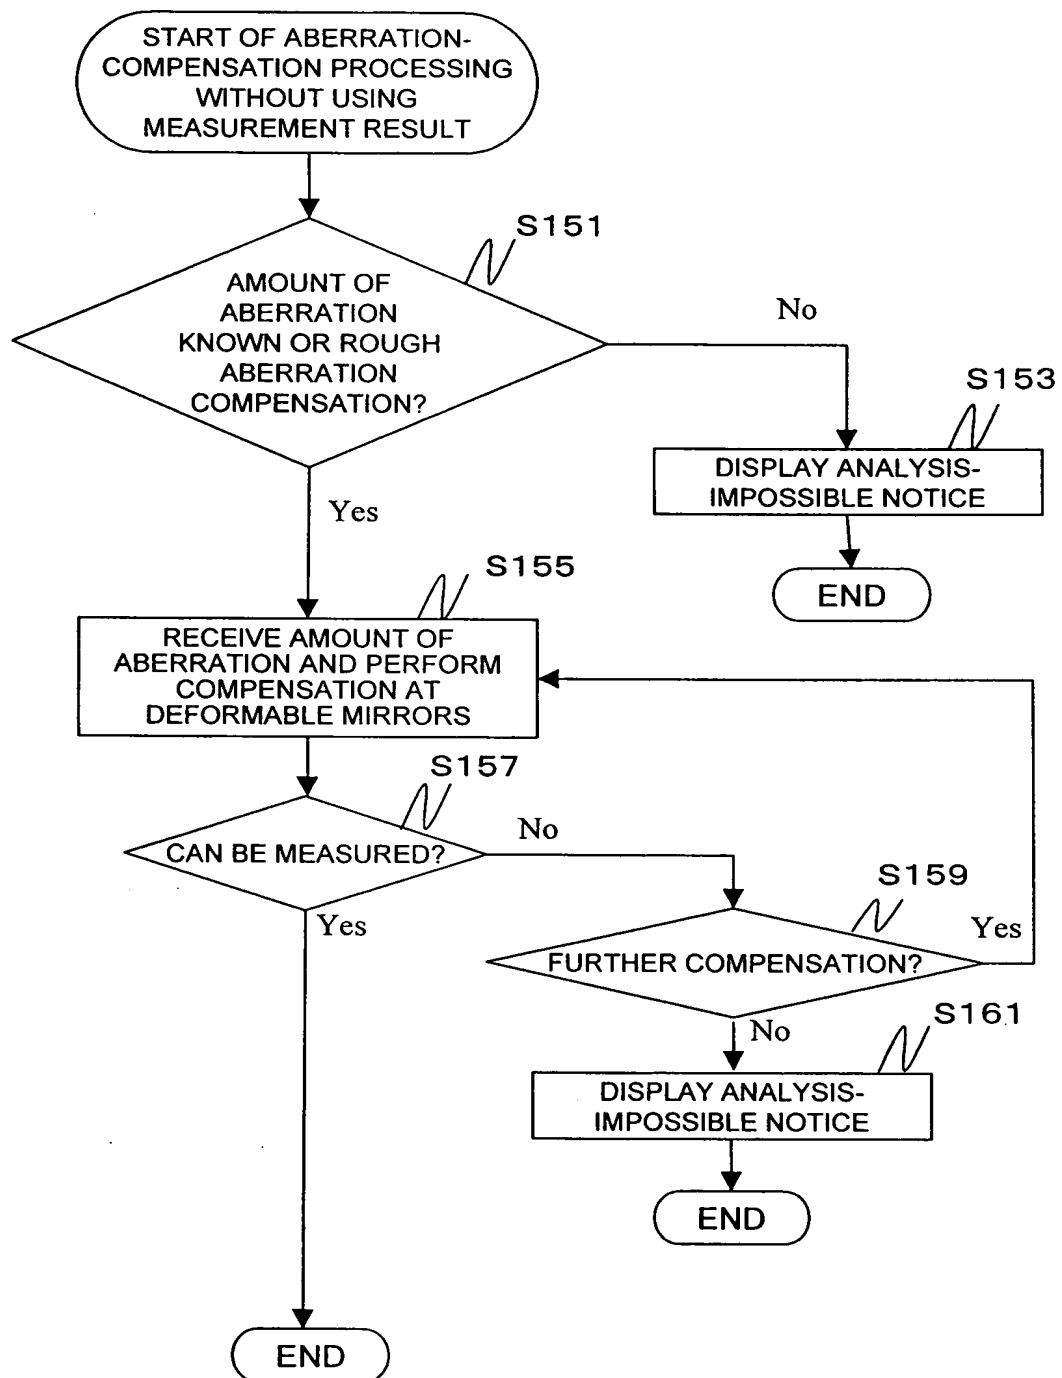 START OF ABERRATION-
COMPENSATION PROCESSING
WITHOUT USING
MEASUREMENT RESULT
S151
AMOUNT OF
ABERRATION
KNOWN OR ROUGH
ABERRATION
COMPENSATION?
No
S153
DISPLAY ANALYSIS-
IMPOSSIBLE NOTICE
END
Yes
S155
RECEIVE AMOUNT OF
ABERRATION AND PERFORM
COMPENSATION AT
DEFORMABLE MIRRORS
S157
CAN BE MEASURED?
No
S159
FURTHER COMPENSATION?
Yes
Yes
No
S161
DISPLAY ANALYSIS-
IMPOSSIBLE NOTICE
END
END